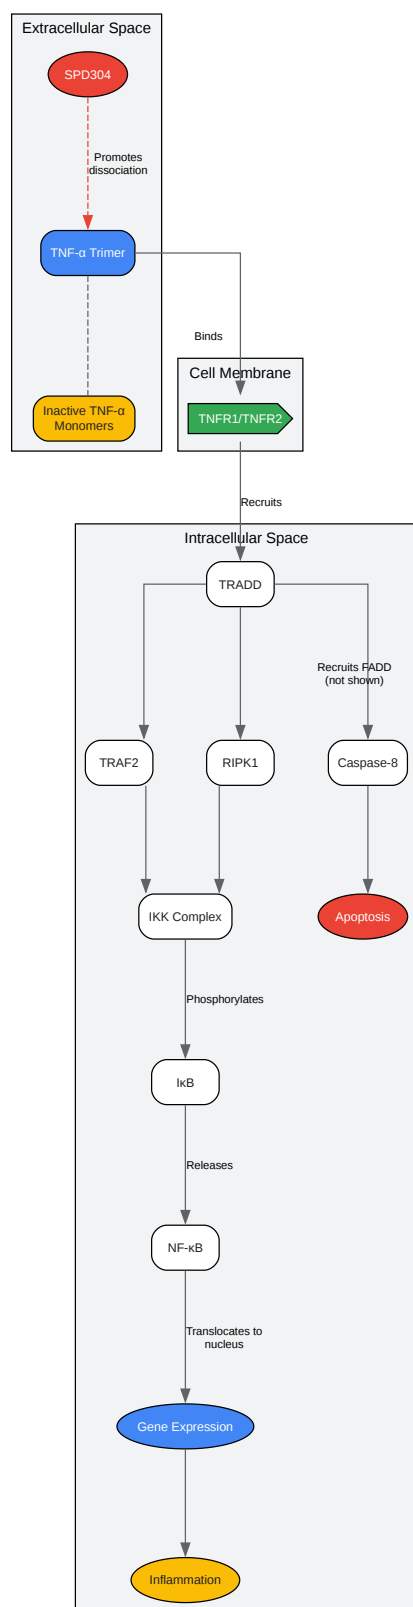 Extracellular Space
SPD304
Promotes
dissociation
TNF-α Trimer
Binds
Inactive TNF-α
Monomers
Cell Membrane
TNFR1/TNFR2
Recruits
Intracellular Space
TRADD
Recruits FADD
(not shown)
TRAF2
RIPK1
Caspase-8
IKK Complex
Apoptosis
Phosphorylates
IκB
Releases
NF-κB
Translocates to
nucleus
Gene Expression
Inflammation